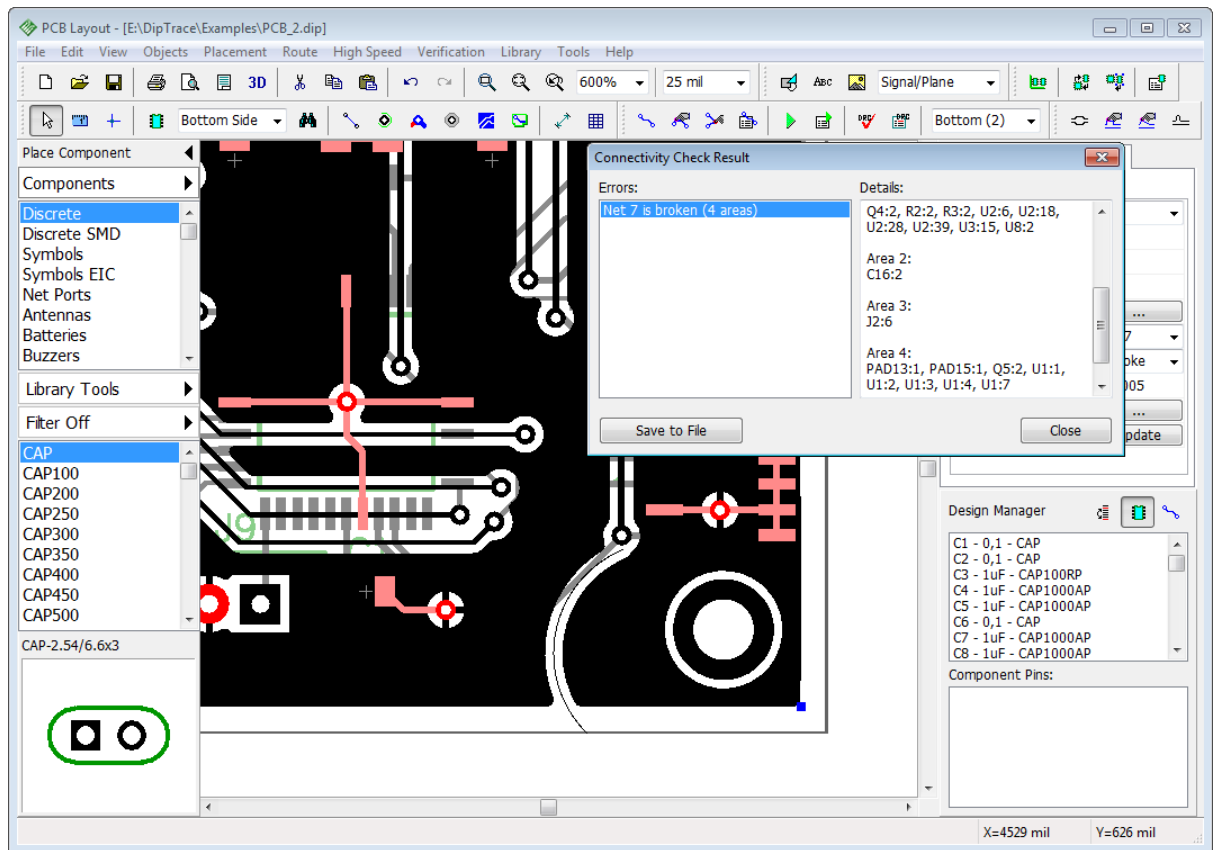 PCB Layout - [E:\DipTrace\Examples\PCB_2.dip]
File Edit View Objects Placement Route High Speed Verification Library Tools Help
3D 600% 25 mil ABC Signal/Plane
Bottom Side DRC DRC Bottom (2)
Place Component
Components
Discrete
Discrete SMD
Symbols
Symbols EIC
Net Ports
Antennas
Batteries
Buzzers
Library Tools
Filter Off
CAP
CAP100
CAP200
CAP250
CAP300
CAP350
CAP400
CAP450
CAP500
CAP-2.54/6.6x3
U9
Connectivity Check Result
Errors:
Net 7 is broken (4 areas)
Details:
Q4:2, R2:2, R3:2, U2:6, U2:18,
U2:28, U2:39, U3:15, U8:2
Area 2:
C16:2
Area 3:
J2:6
Area 4:
PAD13:1, PAD15:1, Q5:2, U1:1,
U1:2, U1:3, U1:4, U1:7
Save to File
Close
...
7
oke
005
...
pdate
Design Manager
C1 - 0,1 - CAP
C2 - 0,1 - CAP
C3 - 1uF - CAP100RP
C4 - 1uF - CAP1000AP
C5 - 1uF - CAP1000AP
C6 - 0,1 - CAP
C7 - 1uF - CAP1000AP
C8 - 1uF - CAP1000AP
Component Pins:
X=4529 mil
Y=626 mil